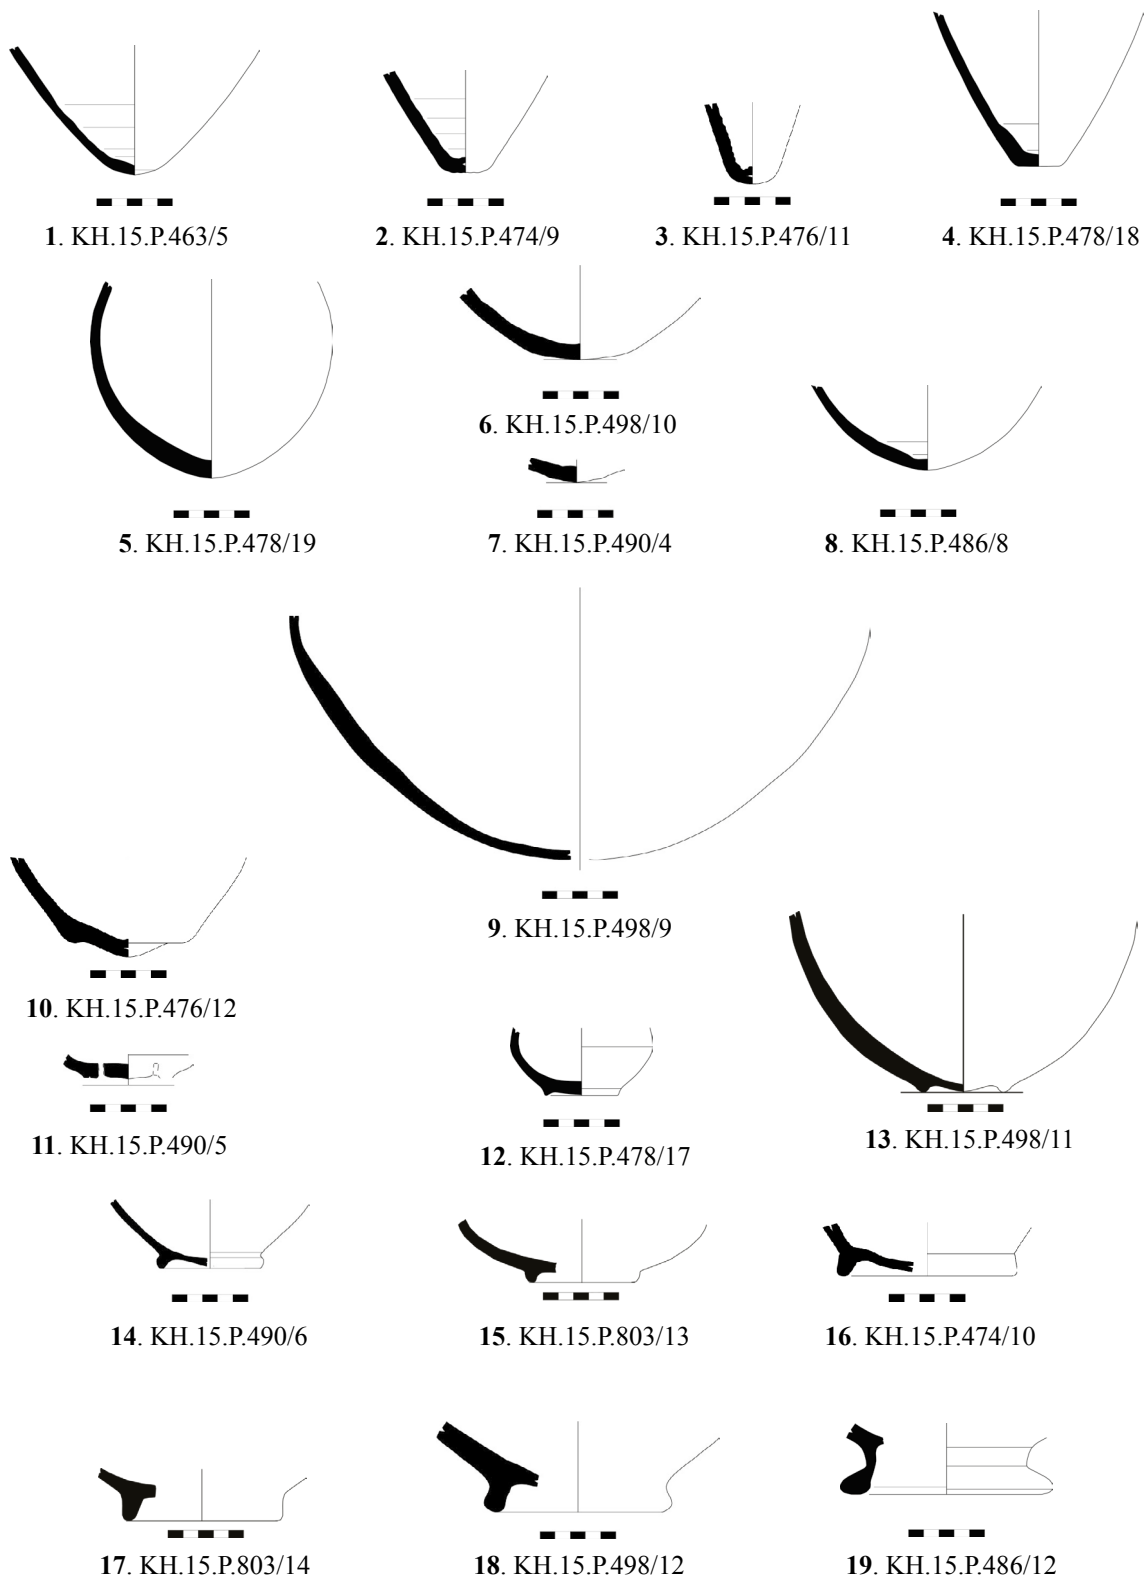 1. KH.15.P.463/5
2. KH.15.P.474/9
3. KH.15.P.476/11
4. KH.15.P.478/18
5. KH.15.P.478/19
6. KH.15.P.498/10
7. KH.15.P.490/4
8. KH.15.P.486/8
9. KH.15.P.498/9
10. KH.15.P.476/12
11. KH.15.P.490/5
12. KH.15.P.478/17
13. KH.15.P.498/11
14. KH.15.P.490/6
15. KH.15.P.803/13
16. KH.15.P.474/10
17. KH.15.P.803/14
18. KH.15.P.498/12
19. KH.15.P.486/12